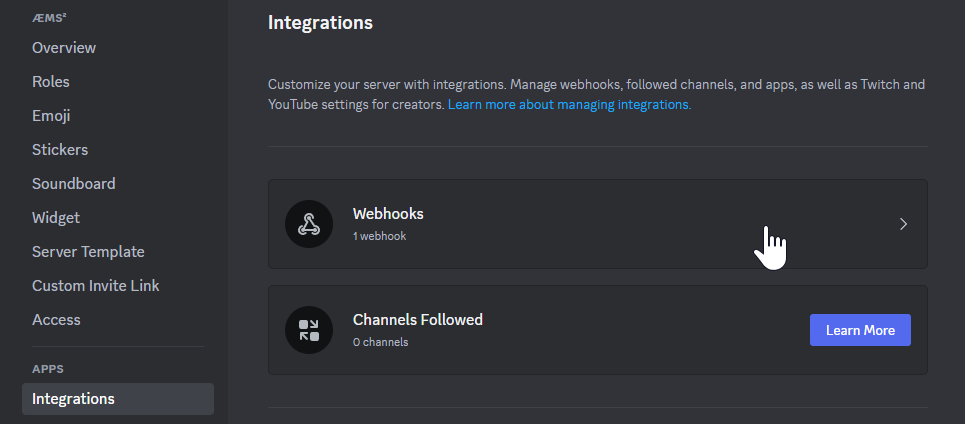 ÆMS²
Overview
Roles
Emoji
Stickers
Soundboard
Widget
Server Template
Custom Invite Link
Access
APPS
Integrations
Integrations
Customize your server with integrations. Manage webhooks, followed channels, and apps, as well as Twitch and
YouTube settings for creators. Learn more about managing integrations.
Webhooks
1 webhook
Channels Followed
0 channels
Learn More